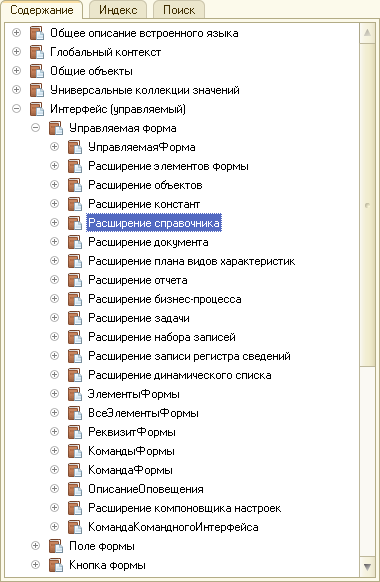 Содержание Индекс Поиск
Общее описание встроенного языка
Глобальный контекст
Общие объекты
Универсальные коллекции значений
Интерфейс (управляемый)
Управляемая форма
УправляемаяФорма
Расширение элементов формы
Расширение объектов
Расширение констант
Расширение справочника
Расширение документа
Расширение плана видов характеристик
Расширение отчета
Расширение бизнес-процесса
Расширение задачи
Расширение набора записей
Расширение записи регистра сведений
Расширение динамического списка
ЭлементыФормы
ВсеЭлементыФормы
РеквизитФормы
КомандыФормы
КомандаФормы
ОписаниеОповещения
Расширение компоновщика настроек
КомандаКомандногоИнтерфейса
Поле формы
Кнопка формы